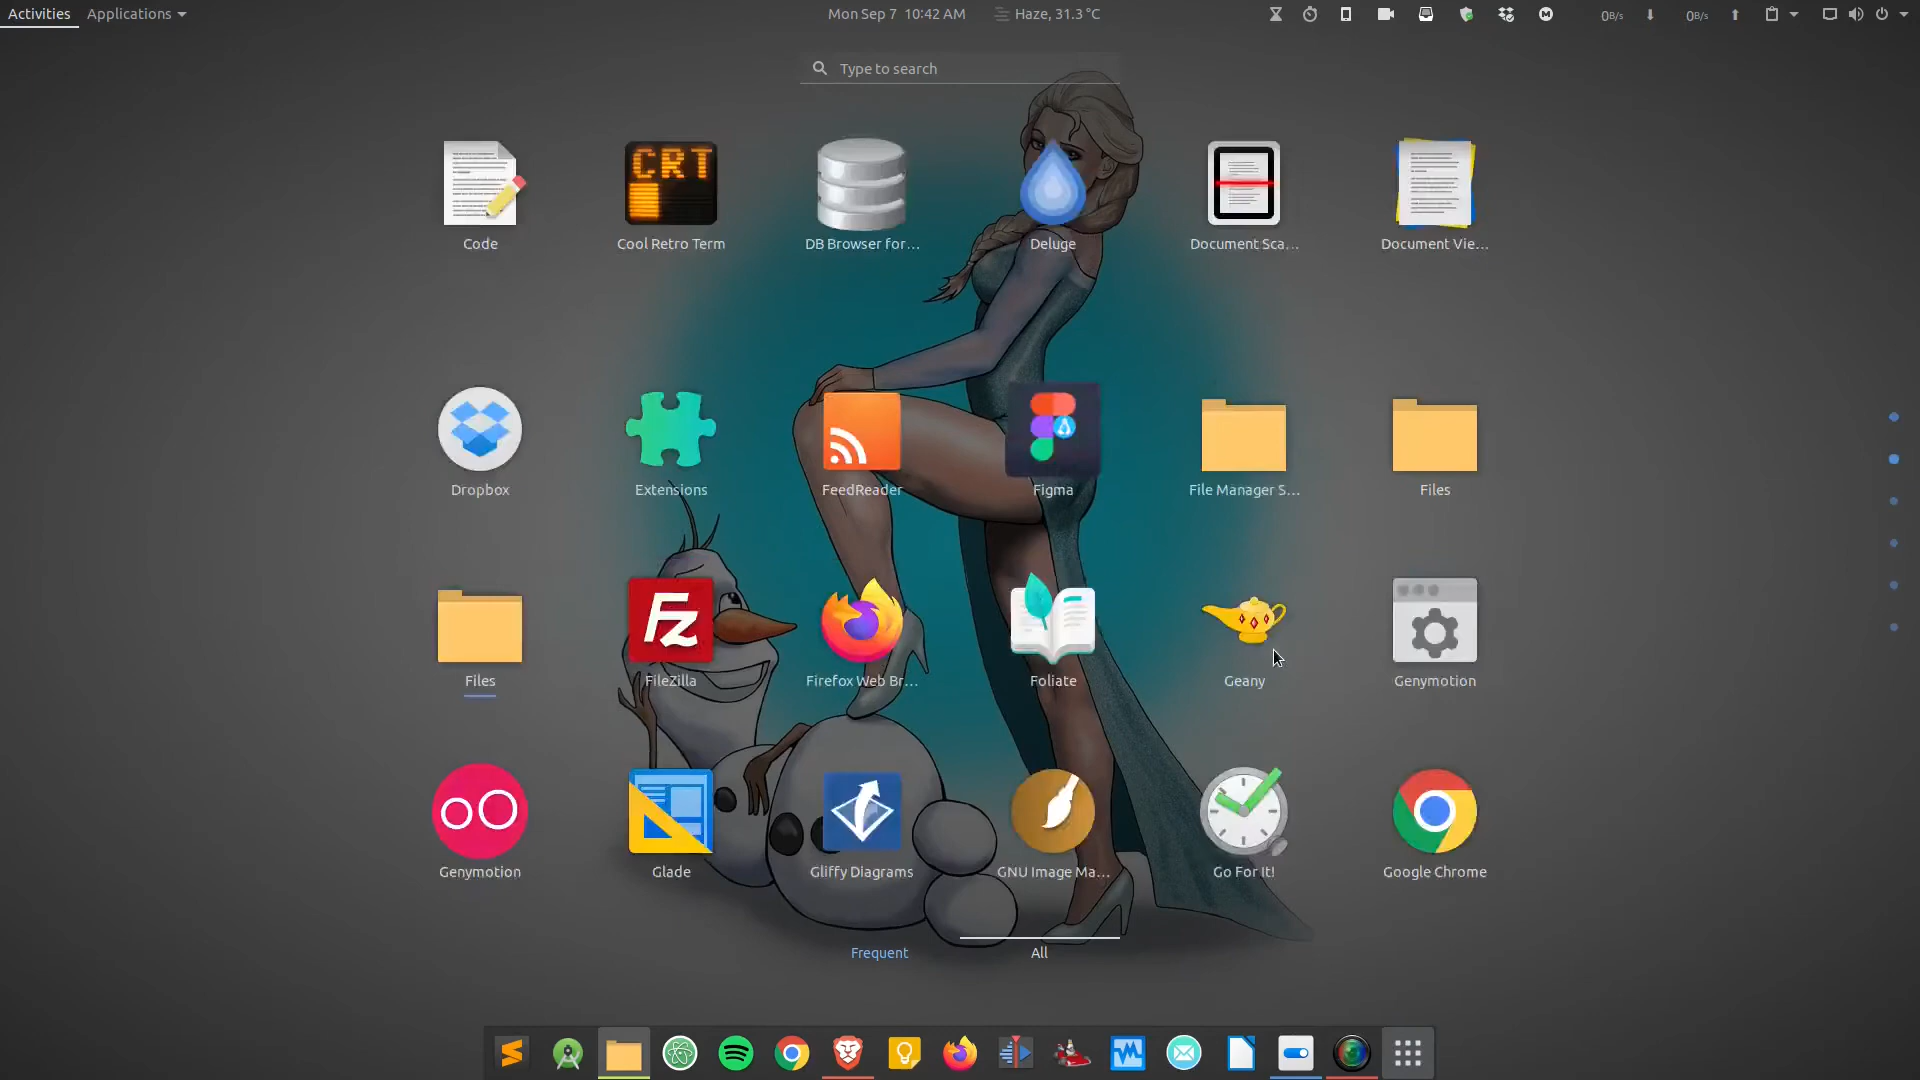 Activities Applications Mon Sep 7 10:42 AM Haze, 31.3 °C 0B/s 0B/s
Type to search
CRT
Code Cool Retro Term DB Browser for... Deluge Document Sca... Document Vie...
Dropbox Extensions FeedReader Figma File Manager S... Files
Fz
Files FileZilla Firefox Web Br... Foliate Geany Genymotion
Genymotion Glade Gliffy Diagrams GNU Image Ma... Go For It! Google Chrome
Frequent All